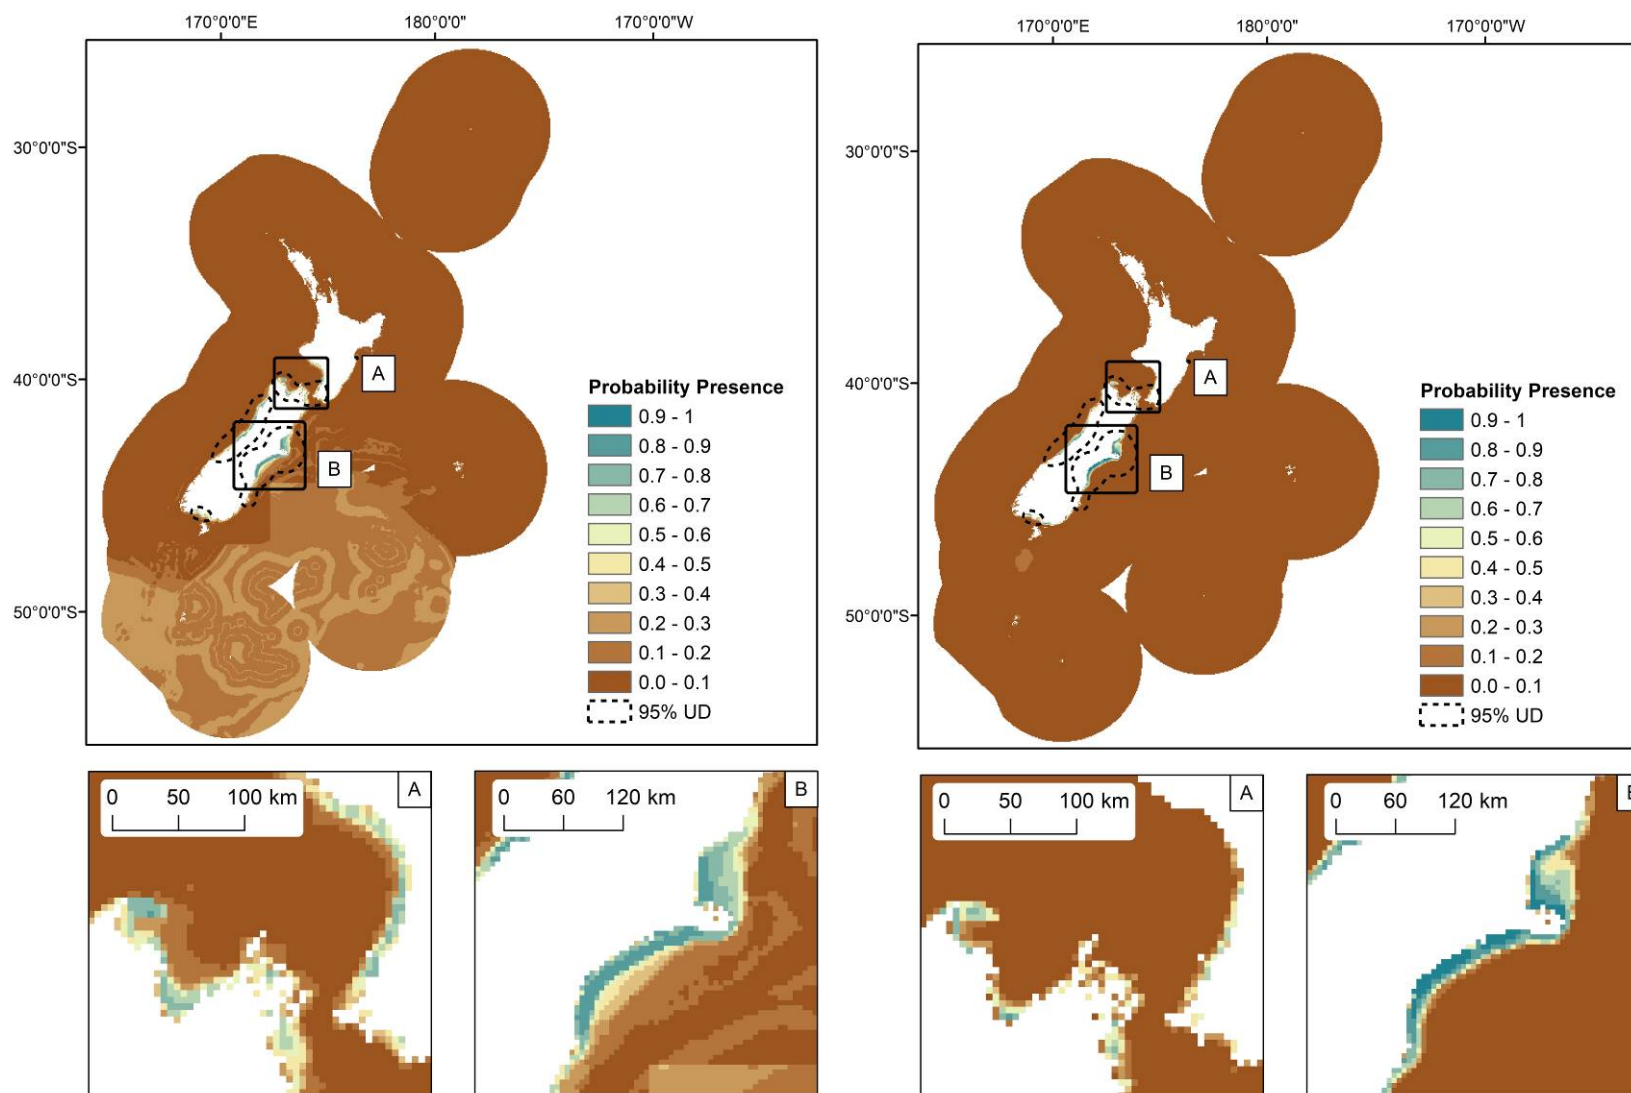 170°0'0"E 180°0'0" 170°0'0"W
30°0'0"S
40°0'0"S
50°0'0"S
A
B
Probability Presence
0.9 - 1
0.8 - 0.9
0.7 - 0.8
0.6 - 0.7
0.5 - 0.6
0.4 - 0.5
0.3 - 0.4
0.2 - 0.3
0.1 - 0.2
0.0 - 0.1
95% UD
0 50 100 km
A
0 60 120 km
B
170°0'0"E 180°0'0" 170°0'0"W
30°0'0"S
40°0'0"S
50°0'0"S
A
B
Probability Presence
0.9 - 1
0.8 - 0.9
0.7 - 0.8
0.6 - 0.7
0.5 - 0.6
0.4 - 0.5
0.3 - 0.4
0.2 - 0.3
0.1 - 0.2
0.0 - 0.1
95% UD
0 50 100 km
A
0 60 120 km
B